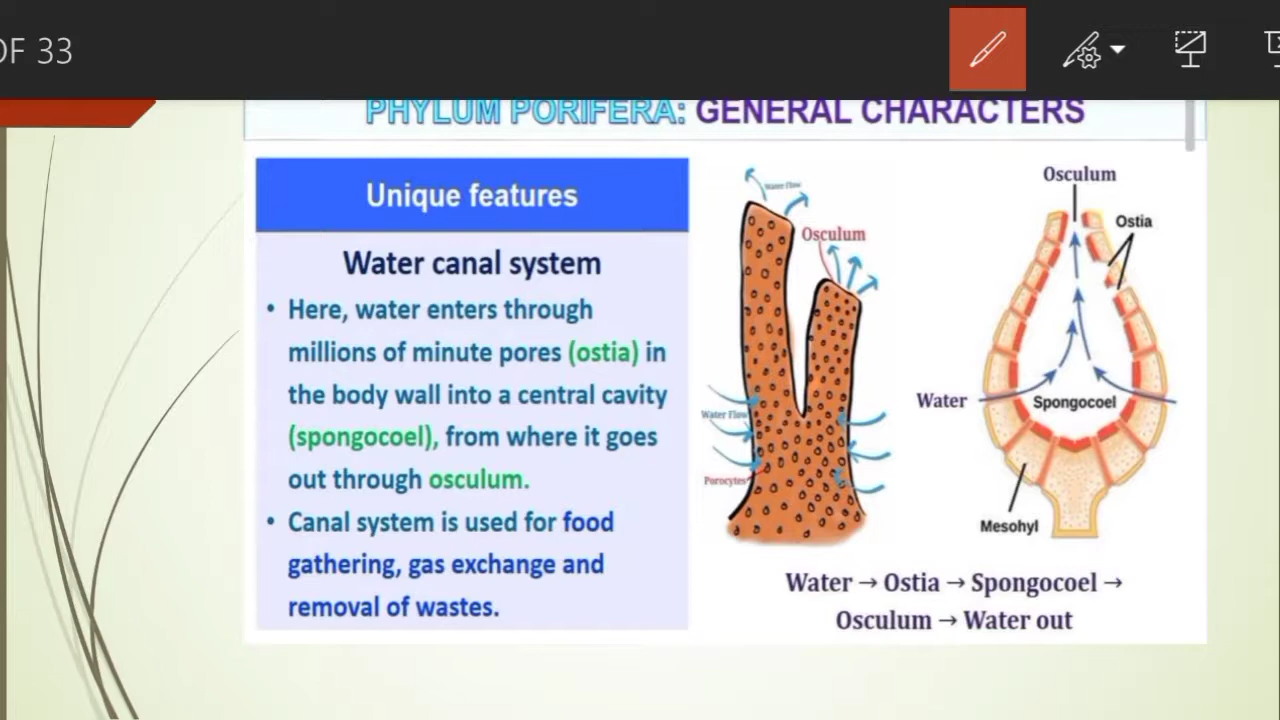 OF 33
PHYLUM PORIFERA: GENERAL CHARACTERS
Unique features
Water canal system
• Here, water enters through
millions of minute pores (ostia) in
the body wall into a central cavity
(spongocoel), from where it goes
out through osculum.
• Canal system is used for food
gathering, gas exchange and
removal of wastes.
Water Flow
Osculum
Water Flow
Porocytes
Osculum
Ostia
Water
Spongocoel
Mesohyl
Water → Ostia → Spongocoel →
Osculum → Water out